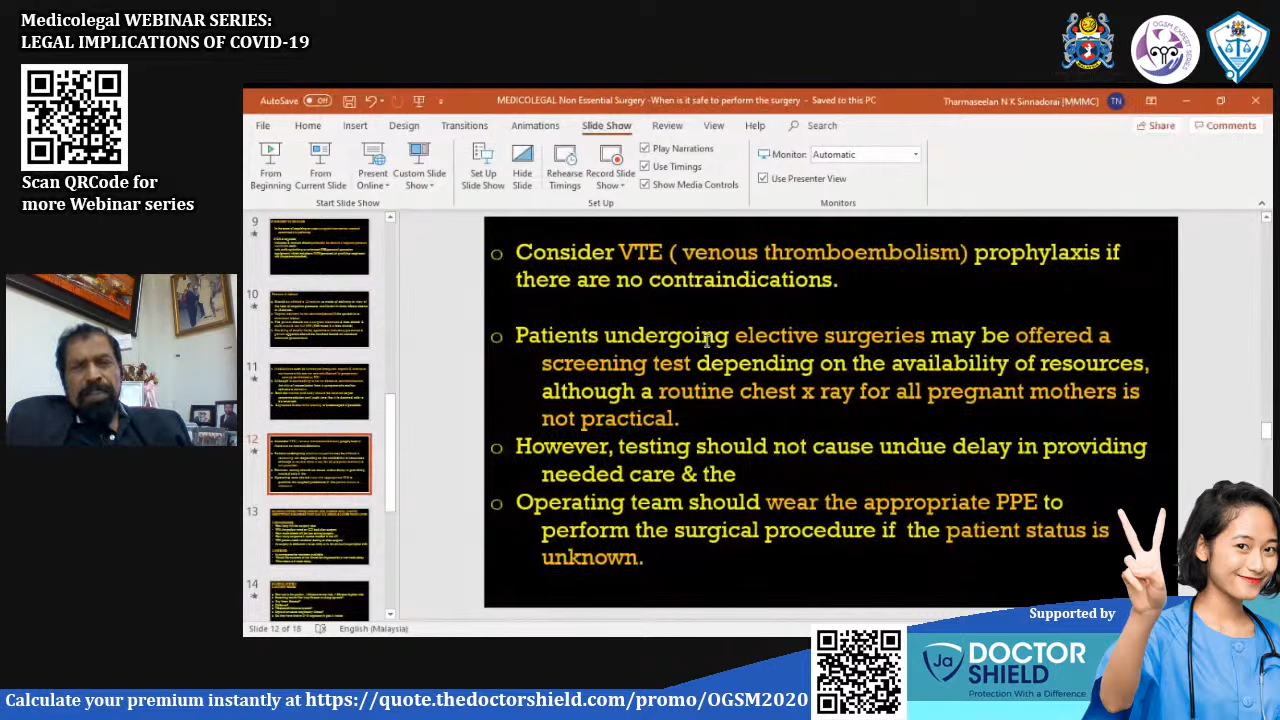 Medicolegal WEBINAR SERIES:
LEGAL IMPLICATIONS OF COVID-19
Scan QRCode for
more Webinar series
AutoSave Off
MEDICOLEGAL Non Essential Surgery -When is it safe to perform the surgery - Saved to this PC
Tharmaseelan N K Sinnadorai [MMMC]
TN
File Home Insert Design Transitions Animations Slide Show Review View Help Search
Share Comments
From
Beginning
From
Current Slide
Present
Online
Custom Slide
Show
Set Up
Slide Show
Hide
Slide
Rehearse
Timings
Record Slide
Show
Play Narrations
Use Timings
Show Media Controls
Monitor: Automatic
Use Presenter View
Start Slide Show
Set Up
Monitors
9
10
11
12
13
14
o Consider VTE ( venous thromboembolism) prophylaxis if
there are no contraindications.
o Patients undergoing elective surgeries may be offered a
screening test depending on the availability of resources,
although a routine chest x ray for all pregnant mothers is
not practical.
o However, testing should not cause undue delay in providing
needed care & the
o Operating team should wear the appropriate PPE to
perform the surgical procedure if the patient status is
unknown.
Slide 12 of 18 English (Malaysia)
Supported by
Ja
DOCTOR
SHIELD
Protection With a Difference
Calculate your premium instantly at https://quote.thedoctorshield.com/promo/OGSM2020